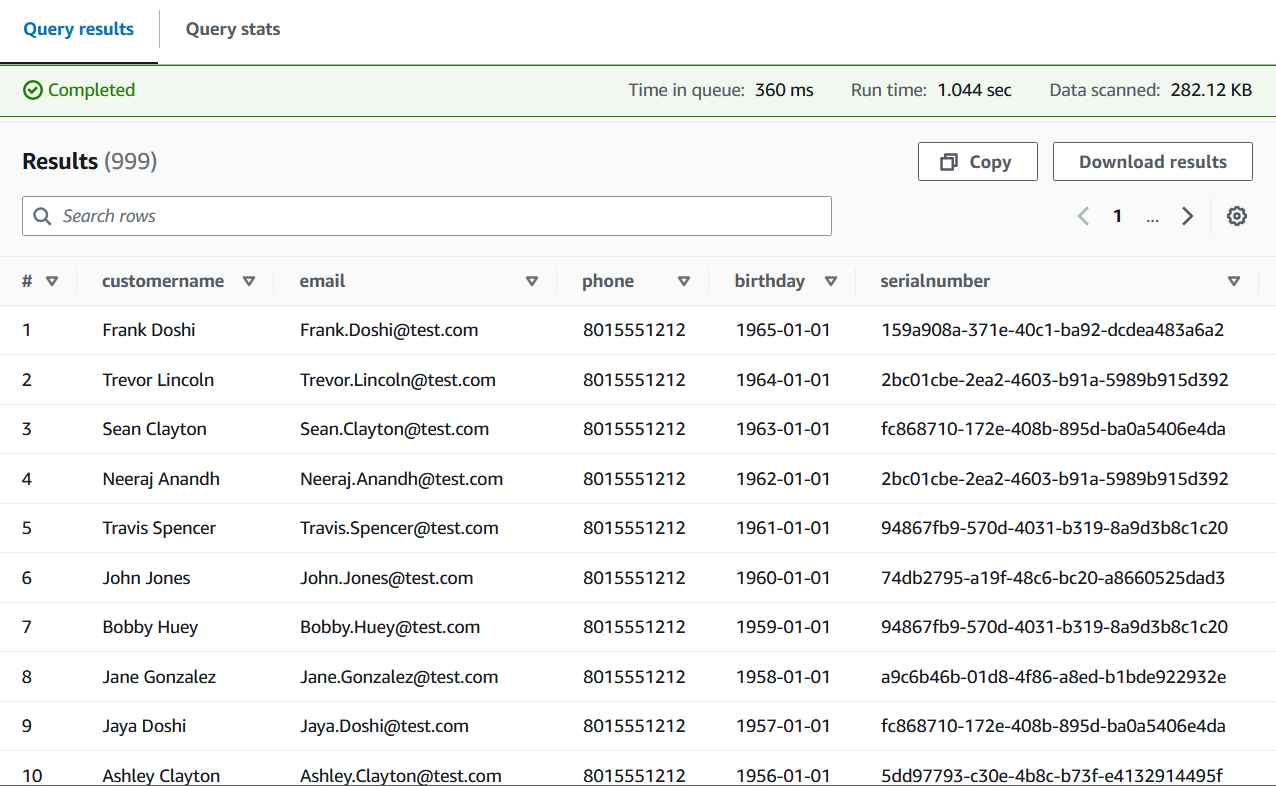 Query results Query stats
Completed Time in queue: 360 ms Run time: 1.044 sec Data scanned: 282.12 KB
Results (999) Copy Download results
Search rows 1 ...
# customername email phone birthday serialnumber
1 Frank Doshi Frank.Doshi@test.com 8015551212 1965-01-01 159a908a-371e-40c1-ba92-dcdea483a6a2
2 Trevor Lincoln Trevor.Lincoln@test.com 8015551212 1964-01-01 2bc01cbe-2ea2-4603-b91a-5989b915d392
3 Sean Clayton Sean.Clayton@test.com 8015551212 1963-01-01 fc868710-172e-408b-895d-ba0a5406e4da
4 Neeraj Anandh Neeraj.Anandh@test.com 8015551212 1962-01-01 2bc01cbe-2ea2-4603-b91a-5989b915d392
5 Travis Spencer Travis.Spencer@test.com 8015551212 1961-01-01 94867fb9-570d-4031-b319-8a9d3b8c1c20
6 John Jones John.Jones@test.com 8015551212 1960-01-01 74db2795-a19f-48c6-bc20-a8660525dad3
7 Bobby Huey Bobby.Huey@test.com 8015551212 1959-01-01 94867fb9-570d-4031-b319-8a9d3b8c1c20
8 Jane Gonzalez Jane.Gonzalez@test.com 8015551212 1958-01-01 a9c6b46b-01d8-4f86-a8ed-b1bde922932e
9 Jaya Doshi Jaya.Doshi@test.com 8015551212 1957-01-01 fc868710-172e-408b-895d-ba0a5406e4da
10 Ashley Clayton Ashley.Clayton@test.com 8015551212 1956-01-01 5dd97793-c30e-4b8c-b73f-e4132914495f